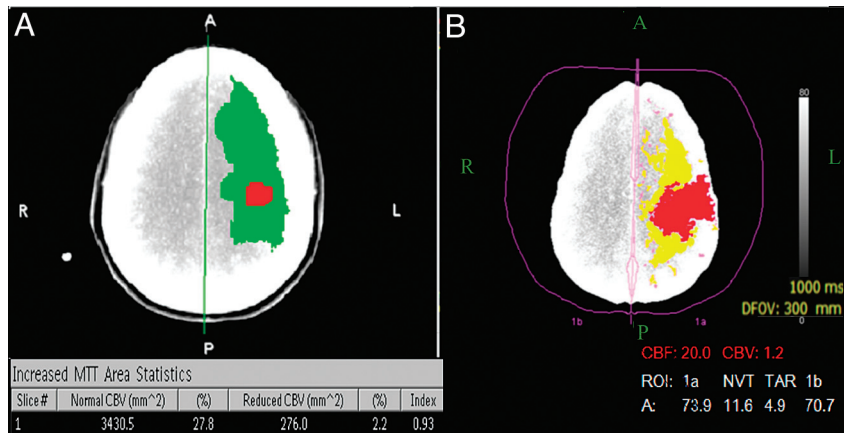 A
A
R
L
P
Increased MTT Area Statistics
Slice # Normal CBV (mm^2) (%) Reduced CBV (mm^2) (%) Index
1 3430.5 27.8 276.0 2.2 0.93
B
A
80
R
L
1000 ms
DFOV: 300 mm
0
1b P 1a
CBF: 20.0 CBV: 1.2
ROI: 1a NVT TAR 1b
A: 73.9 11.6 4.9 70.7